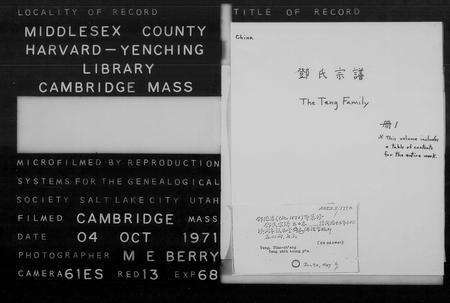 LOCALITY OF RECORD
MIDDLESEX COUNTY
HARVARD-YENCHING
LIBRARY
CAMBRIDGE MASS
MICROFILMED BY REPRODUCTION
SYSTEMS FOR THE GENEALOGICAL
SOCIETY SALT LAKE CITY UTAH
FILMED CAMBRIDGE MASS
DATE 04 OCT 1971
PHOTOGRAPHER M E BERRY
CAMERA 61ES RED 13 EXP 68
TITLE OF RECORD
China
鄧氏宗譜
The Teng Family
冊1
* This volume includes
a table of contents
for the entire work.